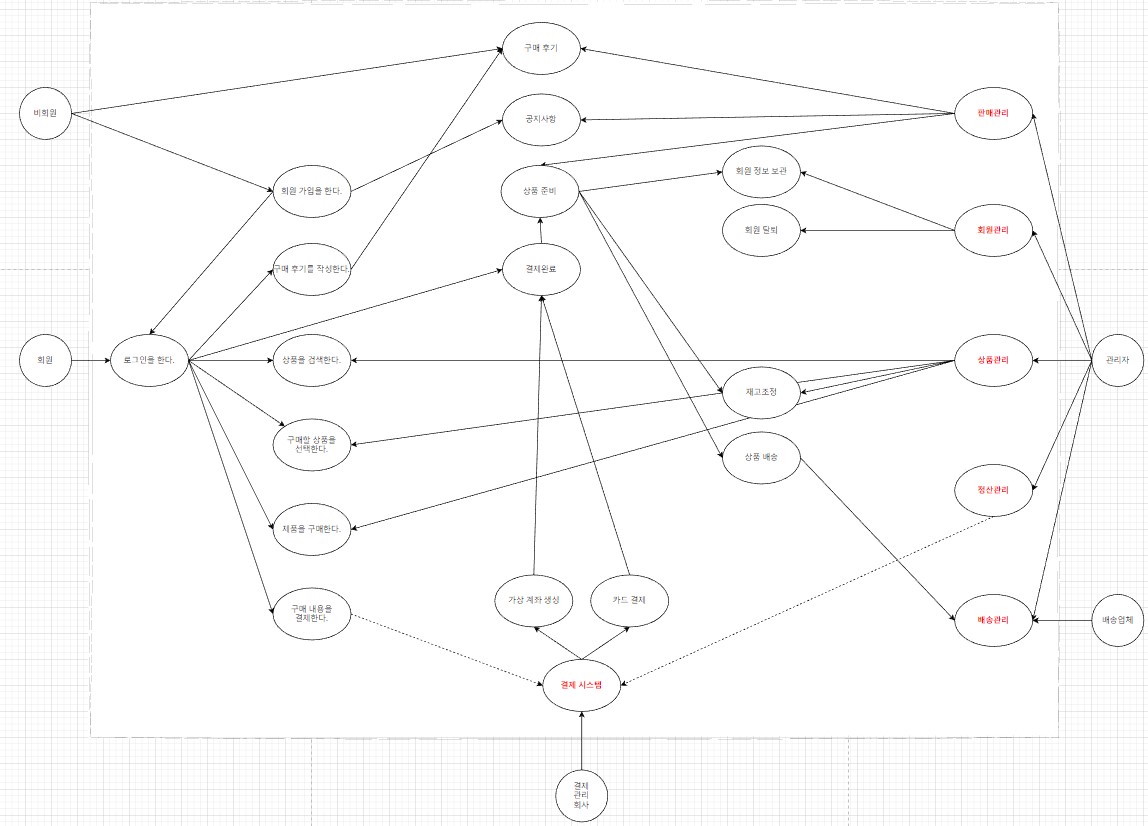 구매 후기
비회원
공지사항
판매관리
회원 정보 보관
회원 가입을 한다.
상품 준비
회원 탈퇴
회원관리
구매 후기를 작성한다.
결제완료
회원
로그인을 한다.
상품을 검색한다.
상품관리
관리자
재고조정
구매할 상품을
선택한다.
상품 배송
정산관리
제품을 구매한다.
가상 계좌 생성
카드 결제
구매 내용을
결제한다.
배송관리
배송업체
결제 시스템
결제
관리
회사